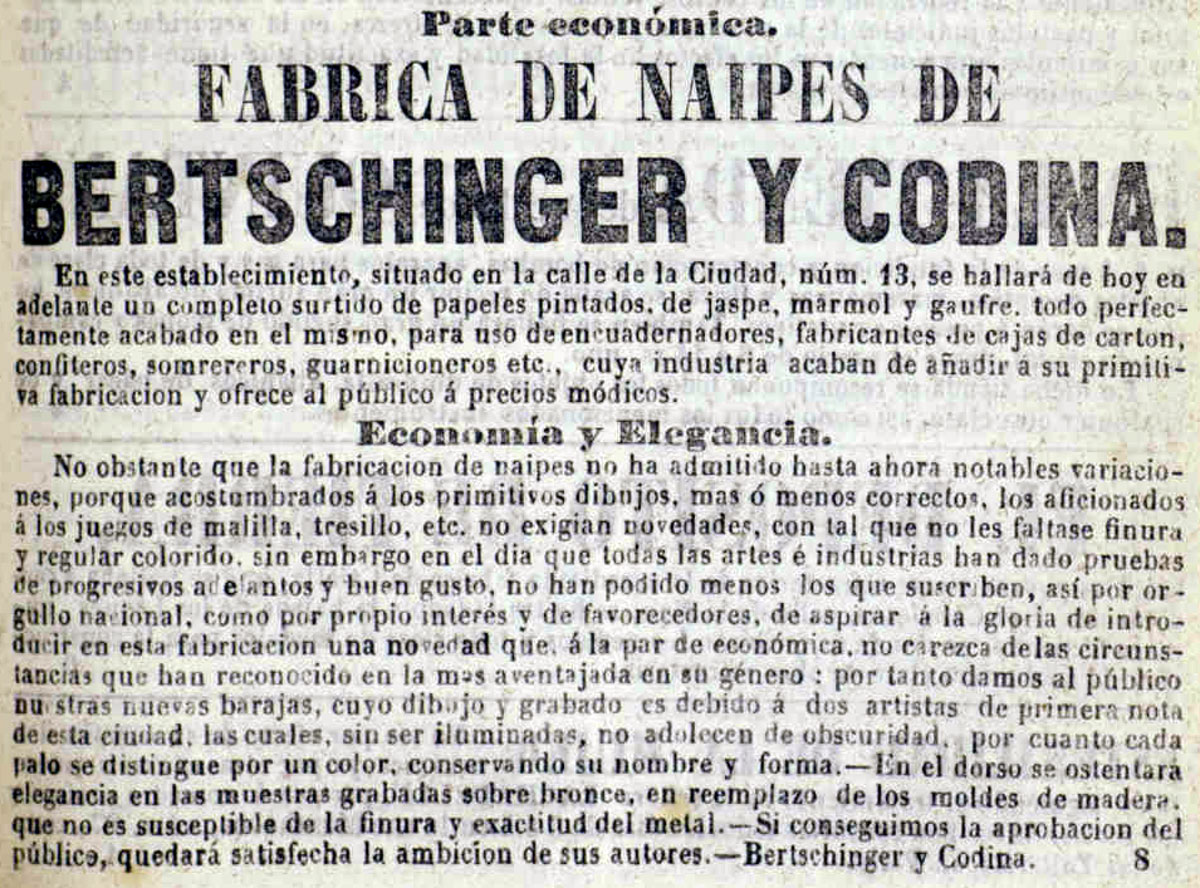 Parte económica.
FABRICA DE NAIPES DE
BERTSCHINGER Y CODINA.
En este establecimiento, situado en la calle de la Ciudad, núm. 13, se hallará de hoy en
adelante un completo surtido de papeles pintados, de jaspe, mármol y gaufre, todo perfec-
tamente acabado en el mismo, para uso de encuadernadores, fabricantes de cajas de carton,
confiteros, somrereros, guarnicioneros etc., cuya industria acaban de añadir á su primiti-
va fabricacion y ofrece al público á precios módicos.
Economía y Elegancia.
No obstante que la fabricacion de naipes no ha admitido hasta ahora notables variacio-
nes, porque acostumbrados á los primitivos dibujos, mas ó menos correctos, los aficionados
á los juegos de malilla, tresillo, etc. no exigian novedades, con tal que no les faltase finura
y regular colorido, sin embargo en el dia que todas las artes é industrias han dado pruebas
de progresivos adelantos y buen gusto, no han podido menos los que suscriben, así por or-
gullo nacional, como por propio interés y de favorecedores, de aspirar á la gloria de intro-
ducir en esta fabricacion una novedad que, á la par de económica, no carezca de las circuns-
tancias que han reconocido en la mas aventajada en su género : por tanto damos al público
nuestras nuevas barajas, cuyo dibujo y grabado es debido á dos artistas de primera nota
de esta ciudad, las cuales, sin ser iluminadas, no adolecen de obscuridad, por cuanto cada
palo se distingue por un color, conservando su nombre y forma.—En el dorso se ostentará
elegancia en las muestras grabadas sobre bronce, en reemplazo de los moldes de madera,
que no es susceptible de la finura y exactitud del metal.—Si conseguimos la aprobacion del
público, quedará satisfecha la ambicion de sus autores.—Bertschinger y Codina. 8